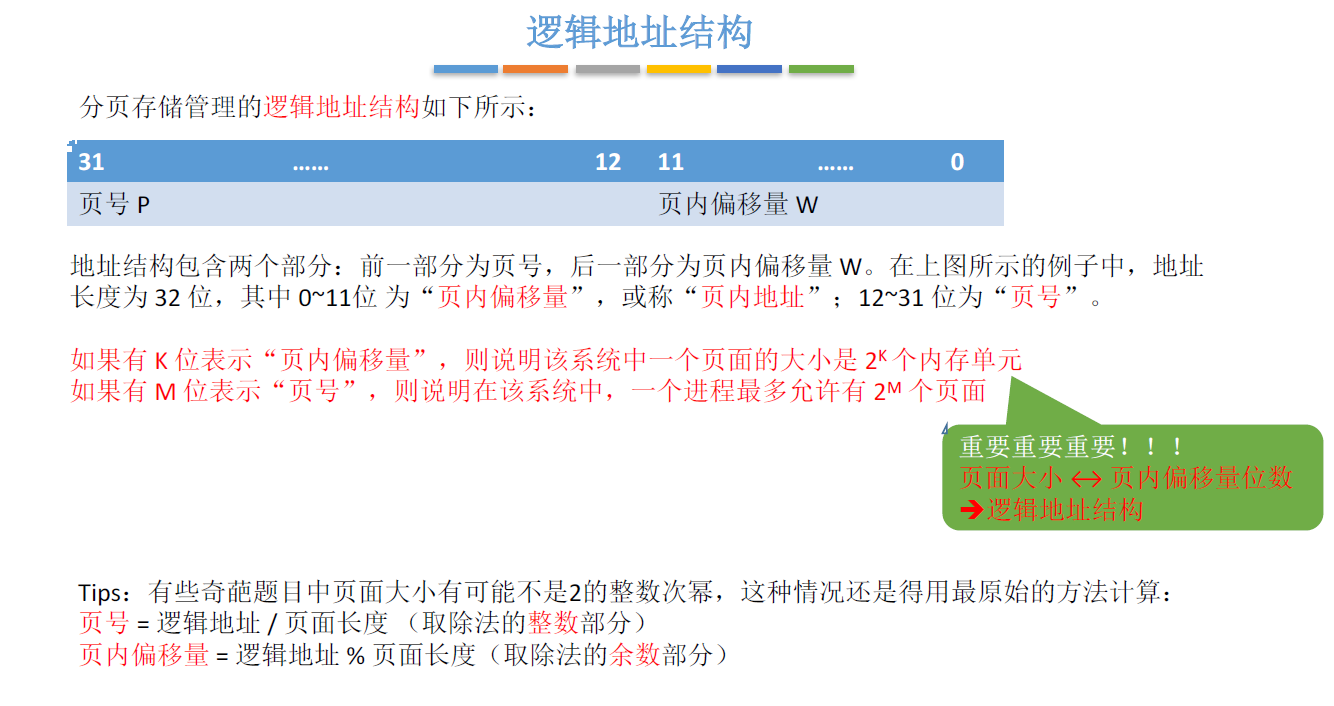 逻辑地址结构
分页存储管理的逻辑地址结构如下所示：
31 …… 12 11 …… 0
页号 P 页内偏移量 W
地址结构包含两个部分：前一部分为页号，后一部分为页内偏移量 W。在上图所示的例子中，地址
长度为 32 位，其中 0~11位 为“页内偏移量”，或称“页内地址”；12~31 位为“页号”。
如果有 K 位表示“页内偏移量”，则说明该系统中一个页面的大小是 2ᴷ 个内存单元
如果有 M 位表示“页号”，则说明在该系统中，一个进程最多允许有 2ᴹ 个页面
重要重要重要！！！
页面大小 ↔ 页内偏移量位数
➔逻辑地址结构
Tips：有些奇葩题目中页面大小有可能不是2的整数次幂，这种情况还是得用最原始的方法计算：
页号 = 逻辑地址 / 页面长度 （取除法的整数部分）
页内偏移量 = 逻辑地址 % 页面长度（取除法的余数部分）